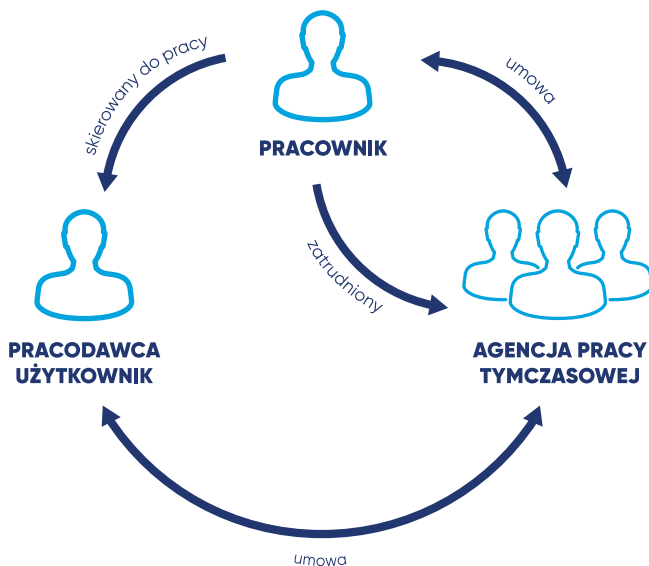 skierowany do pracy
umowa
PRACOWNIK
zatrudniony
PRACODAWCA
UŻYTKOWNIK
AGENCJA PRACY
TYMCZASOWEJ
umowa